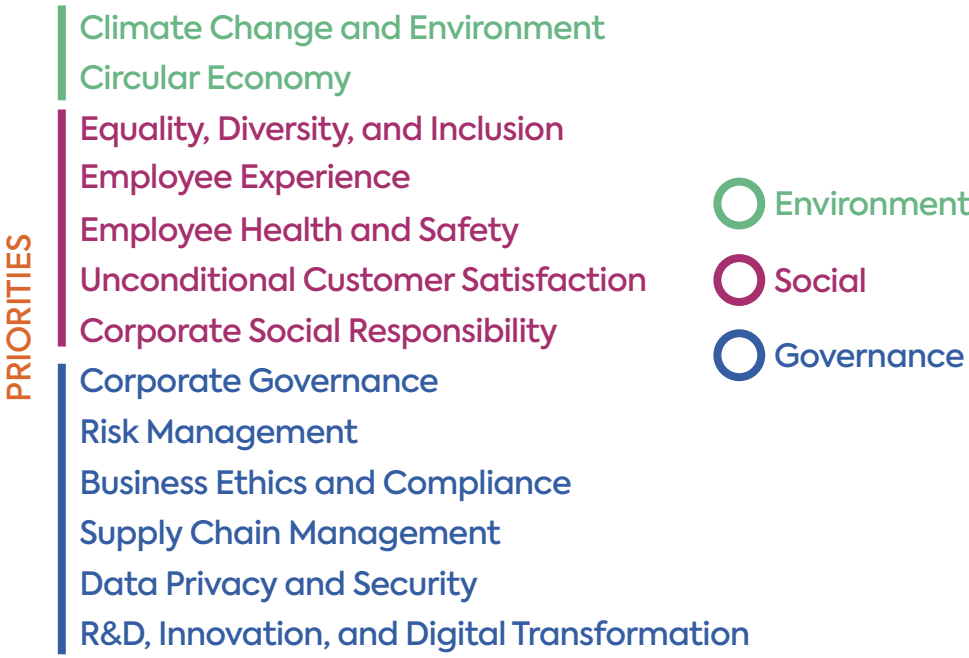 PRIORITIES
Climate Change and Environment
Circular Economy
Equality, Diversity, and Inclusion
Employee Experience
Employee Health and Safety
Unconditional Customer Satisfaction
Corporate Social Responsibility
Corporate Governance
Risk Management
Business Ethics and Compliance
Supply Chain Management
Data Privacy and Security
R&D, Innovation, and Digital Transformation
Environment
Social
Governance